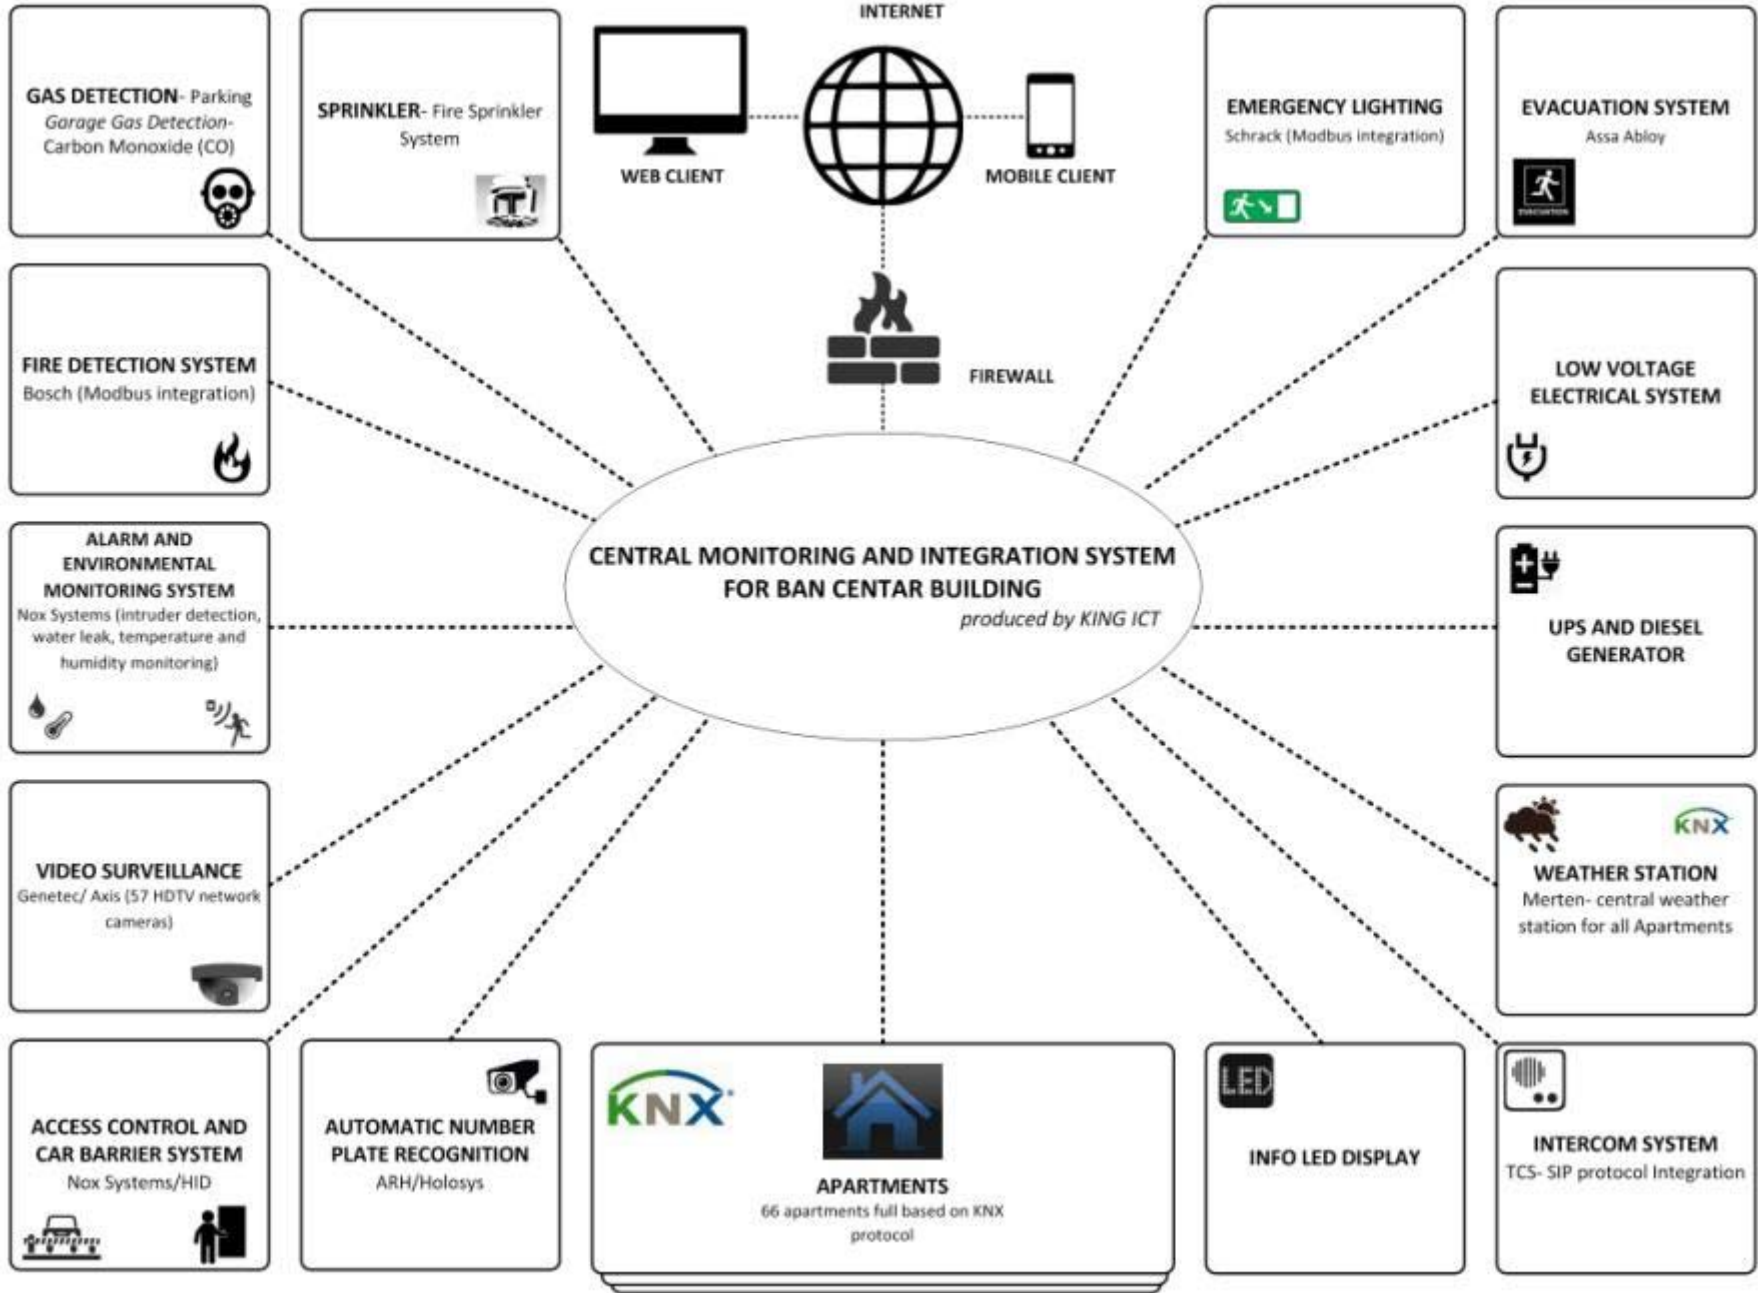 INTERNET
WEB CLIENT
MOBILE CLIENT
FIREWALL
GAS DETECTION- Parking
Garage Gas Detection-
Carbon Monoxide (CO)
SPRINKLER- Fire Sprinkler
System
EMERGENCY LIGHTING
Schrack (Modbus integration)
EVACUATION SYSTEM
Assa Abloy
EVACUATION
FIRE DETECTION SYSTEM
Bosch (Modbus integration)
LOW VOLTAGE
ELECTRICAL SYSTEM
CENTRAL MONITORING AND INTEGRATION SYSTEM
FOR BAN CENTAR BUILDING
produced by KING ICT
ALARM AND
ENVIRONMENTAL
MONITORING SYSTEM
Nox Systems (intruder detection,
water leak, temperature and
humidity monitoring)
UPS AND DIESEL
GENERATOR
VIDEO SURVEILLANCE
Genetec/ Axis (57 HDTV network
cameras)
KNX
WEATHER STATION
Merten- central weather
station for all Apartments
ACCESS CONTROL AND
CAR BARRIER SYSTEM
Nox Systems/HID
AUTOMATIC NUMBER
PLATE RECOGNITION
ARH/Holosys
KNX
APARTMENTS
66 apartments full based on KNX
protocol
LED
INFO LED DISPLAY
INTERCOM SYSTEM
TCS- SIP protocol Integration